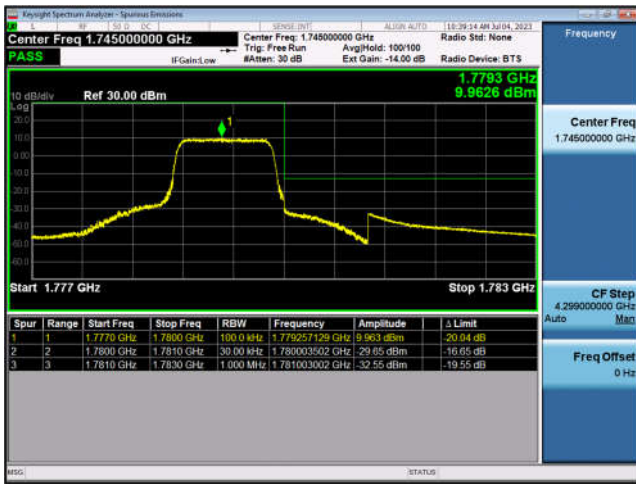 Keysight Spectrum Analyzer - Spurious Emissions
L RF 50 Ω DC SENSE:INT ALIGN AUTO 10:39:14 AM Jul 04, 2023
Center Freq 1.745000000 GHz Center Freq: 1.745000000 GHz Radio Std: None
PASS Trig: Free Run Avg|Hold: 100/100
IFGain:Low #Atten: 30 dB Ext Gain: -14.00 dB Radio Device: BTS
1.7793 GHz
10 dB/div Ref 30.00 dBm 9.9626 dBm
Log
20.0
10.0
0.00
-10.0
-20.0
-30.0
-40.0
-50.0
-60.0
1
Start 1.777 GHz Stop 1.783 GHz
Spur Range Start Freq Stop Freq RBW Frequency Amplitude Δ Limit
1 1 1.7770 GHz 1.7800 GHz 100.0 kHz 1.779257129 GHz 9.963 dBm -20.04 dB
2 2 1.7800 GHz 1.7810 GHz 30.00 kHz 1.780003502 GHz -29.65 dBm -16.65 dB
3 3 1.7810 GHz 1.7830 GHz 1.000 MHz 1.781003002 GHz -32.55 dBm -19.55 dB
MSG STATUS
Frequency
Center Freq
1.745000000 GHz
CF Step
4.299000000 GHz
Auto Man
Freq Offset
0 Hz